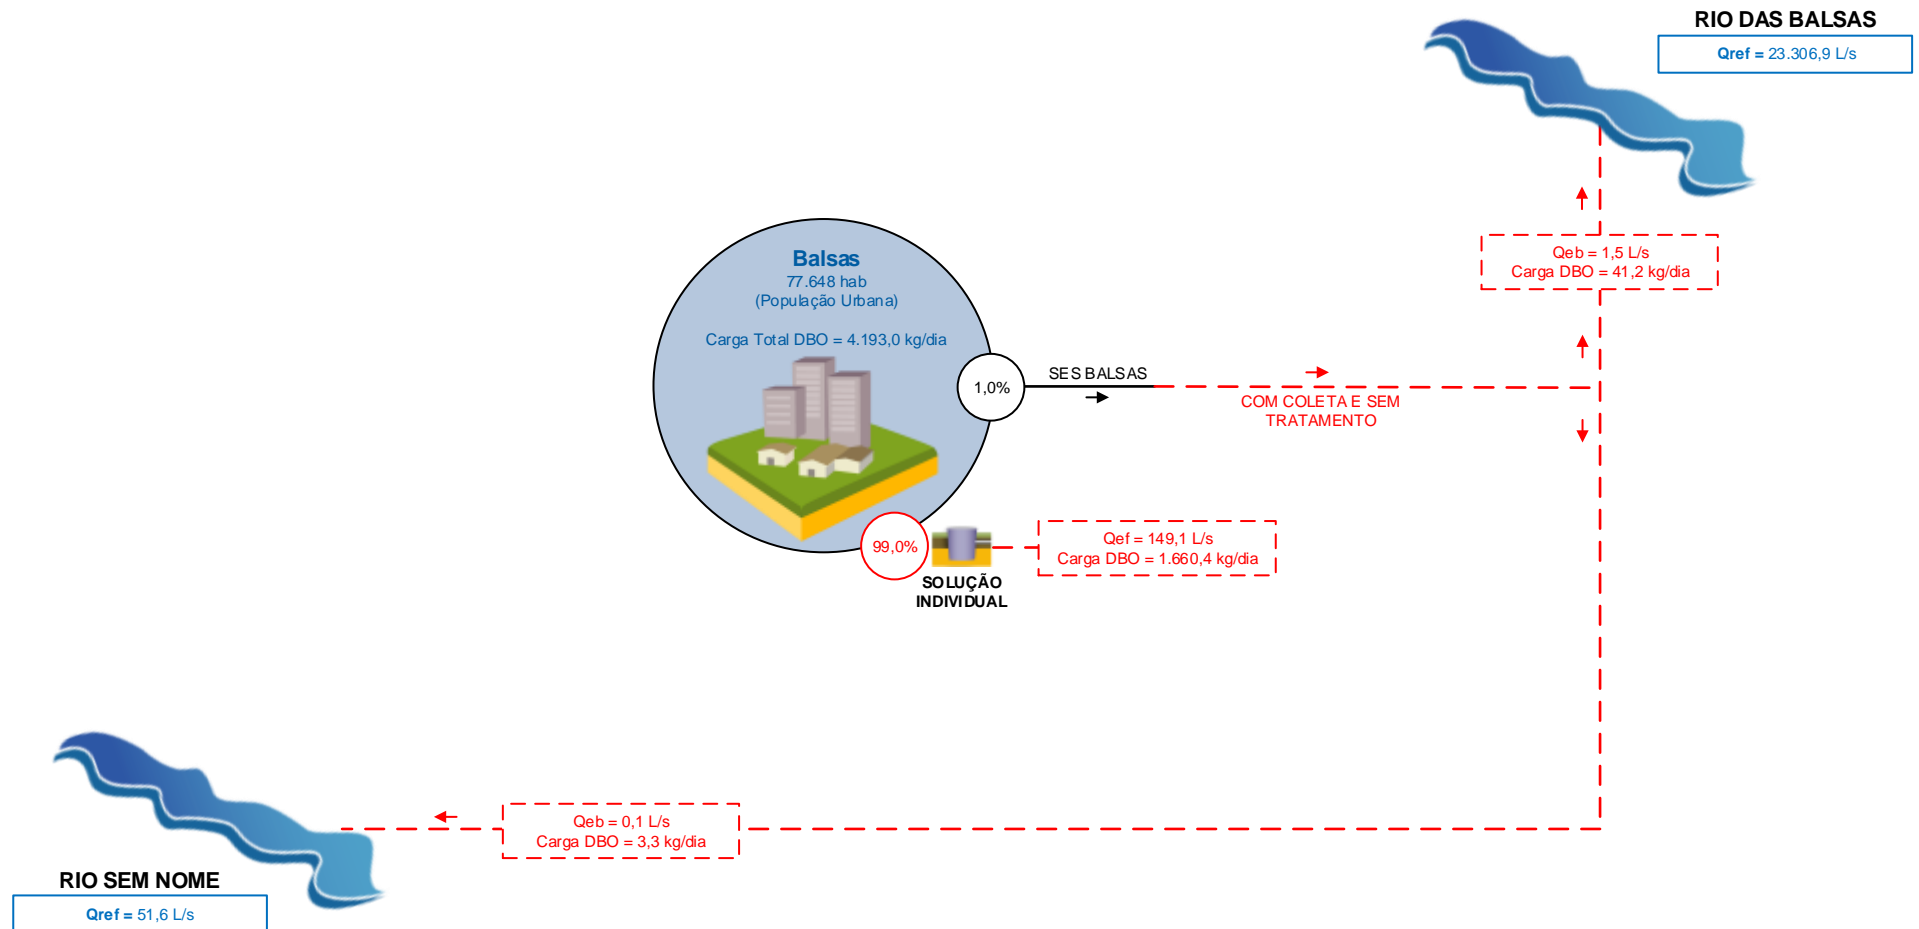 RIO DAS BALSAS
Qref = 23.306,9 L/s
Balsas
77.648 hab
(População Urbana)
Carga Total DBO = 4.193,0 kg/dia
1,0%
SES BALSAS
COM COLETA E SEM
TRATAMENTO
Qeb = 1,5 L/s
Carga DBO = 41,2 kg/dia
99,0%
SOLUÇÃO
INDIVIDUAL
Qef = 149,1 L/s
Carga DBO = 1.660,4 kg/dia
Qeb = 0,1 L/s
Carga DBO = 3,3 kg/dia
RIO SEM NOME
Qref = 51,6 L/s